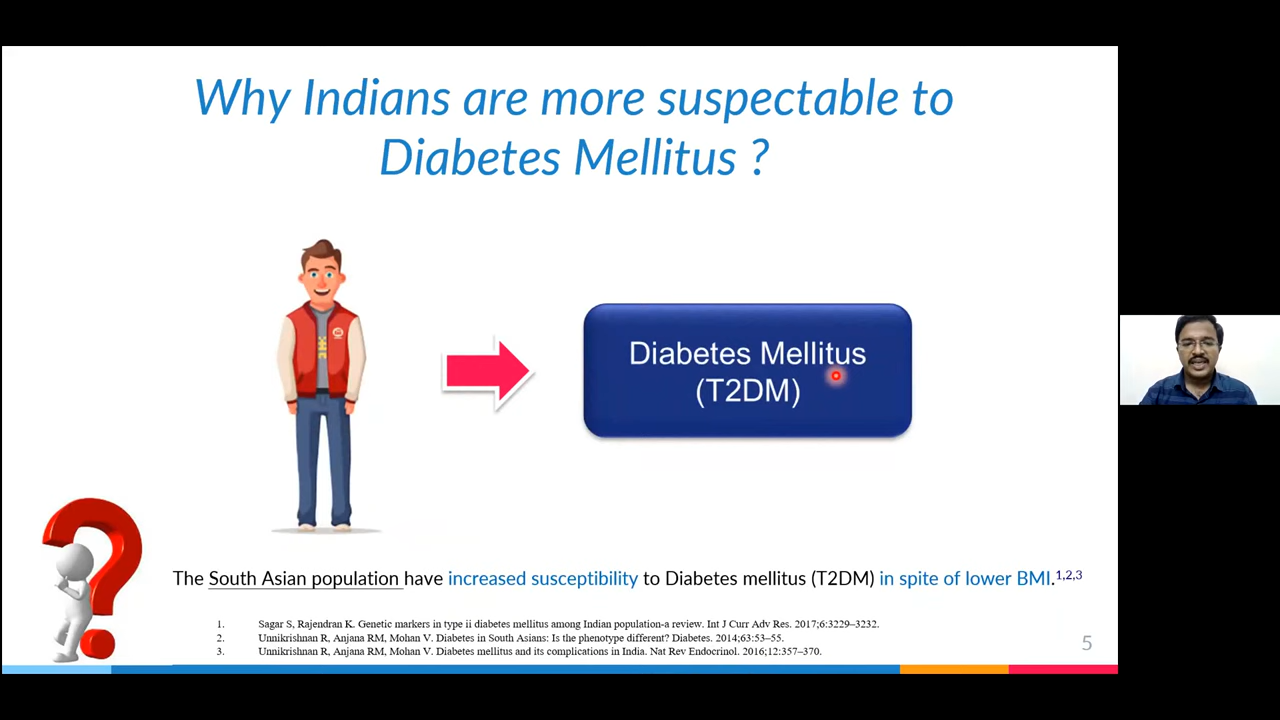 Why Indians are more suspectable to
Diabetes Mellitus ?
Diabetes Mellitus
(T2DM)
The South Asian population have increased susceptibility to Diabetes mellitus (T2DM) in spite of lower BMI.1,2,3
1. Sagar S, Rajendran K. Genetic markers in type ii diabetes mellitus among Indian population-a review. Int J Curr Adv Res. 2017;6:3229–3232.
2. Unnikrishnan R, Anjana RM, Mohan V. Diabetes in South Asians: Is the phenotype different? Diabetes. 2014;63:53–55.
3. Unnikrishnan R, Anjana RM, Mohan V. Diabetes mellitus and its complications in India. Nat Rev Endocrinol. 2016;12:357–370.
5